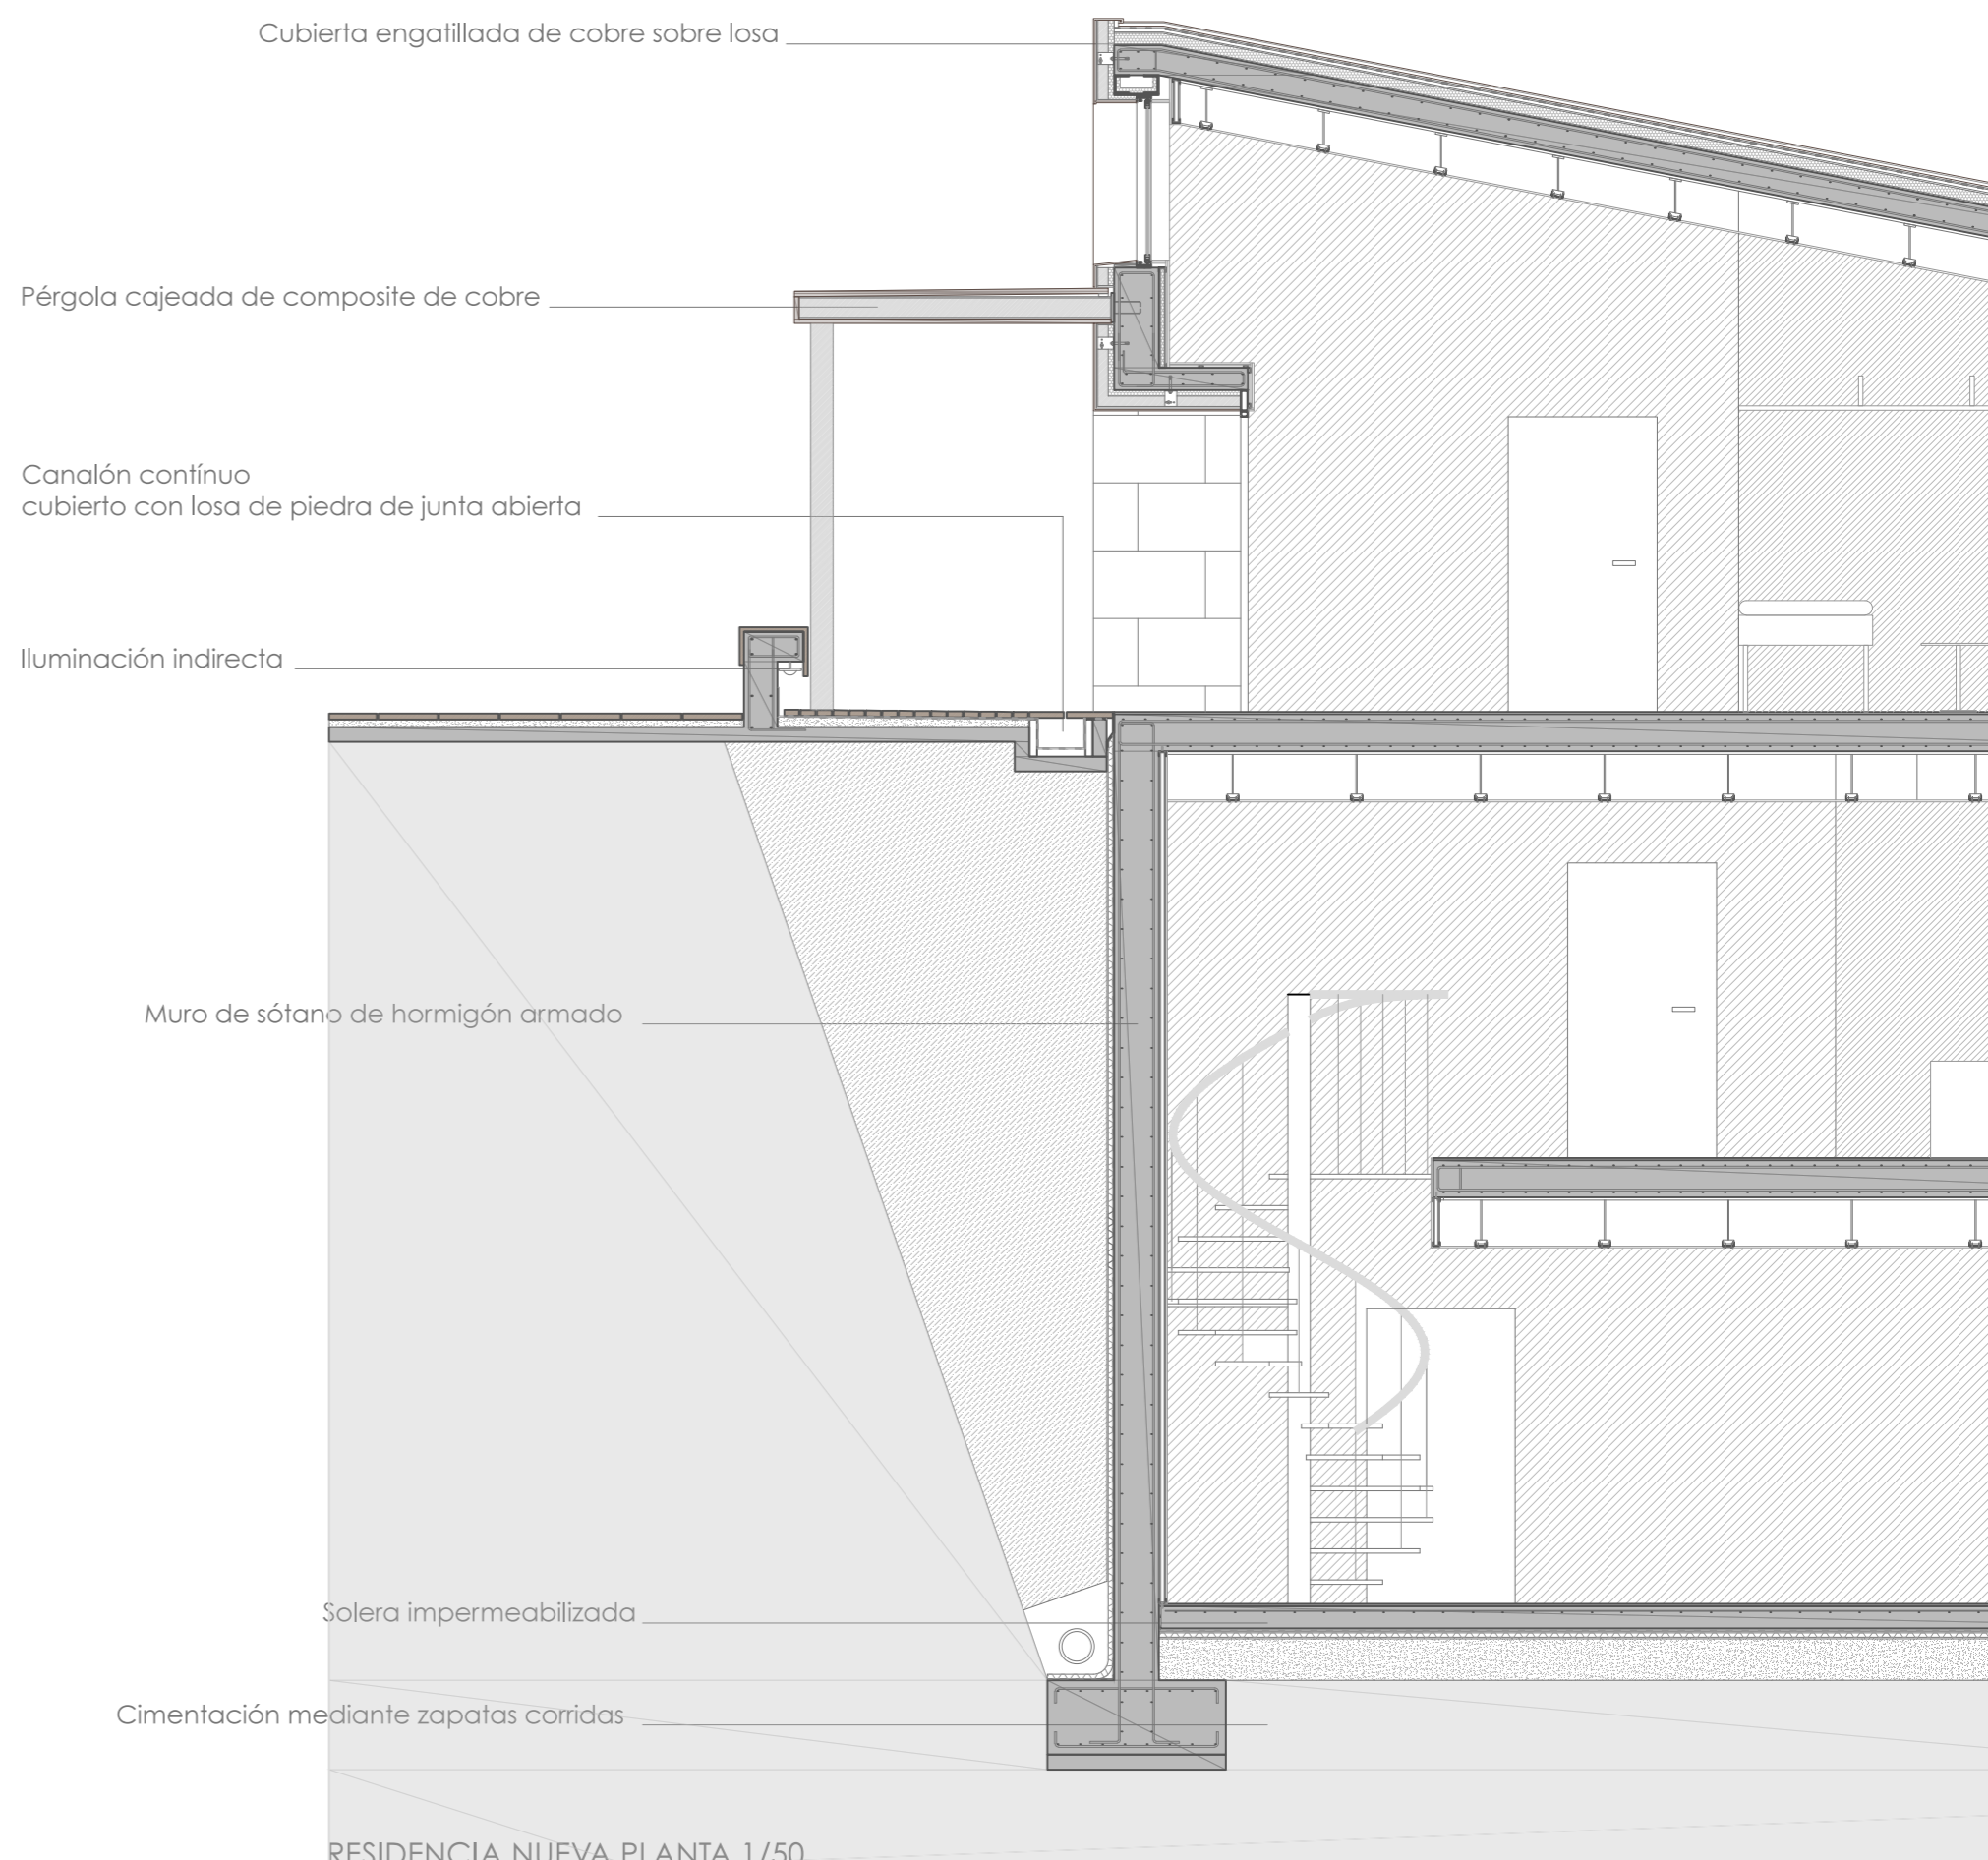 Cubierta engatillada de cobre sobre losa
Pérgola cajeada de composite de cobre
Canalón contínuo
cubierto con losa de piedra de junta abierta
Iluminación indirecta
Muro de sótano de hormigón armado
Solera impermeabilizada
Cimentación mediante zapatas corridas
RESIDENCIA NUEVA PLANTA 1/50